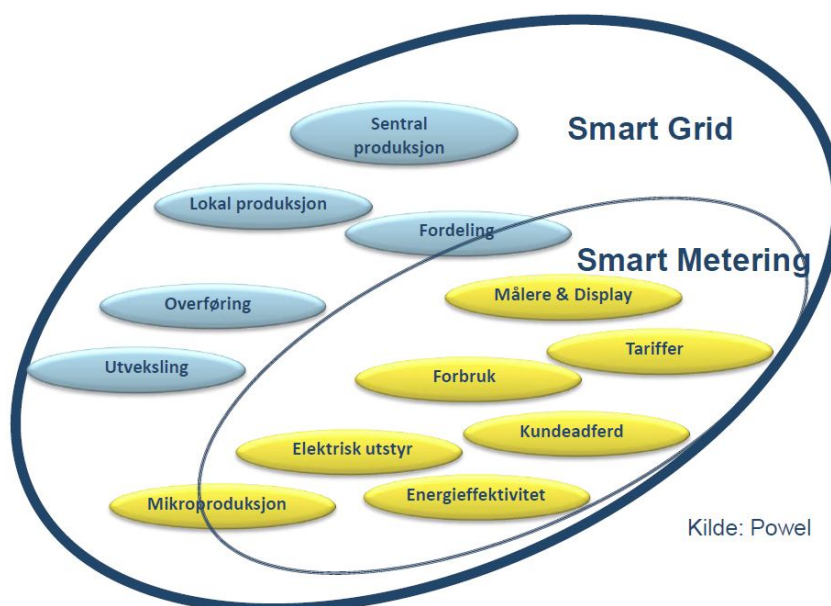 Sentral
produksjon
Smart Grid
Lokal produksjon
Fordeling
Smart Metering
Målere & Display
Overføring
Tariffer
Utveksling
Forbruk
Kundeadferd
Elektrisk utstyr
Energieffektivitet
Mikroproduksjon
Kilde: Powel